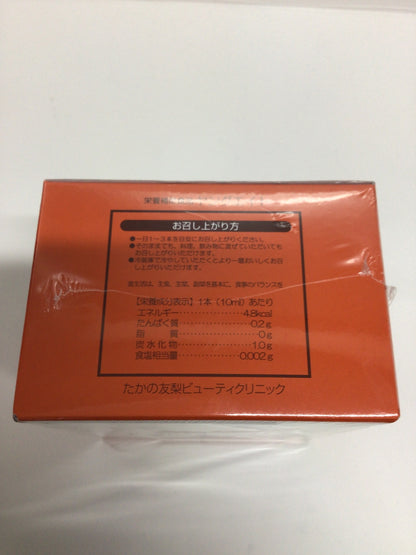 栄養補
お召し上がり方
●一日1~3本を目安にお召し上がりください。
●そのままでも、料理、飲み物に混ぜていただいても
お召し上がりいただけます。
●冷蔵庫で冷やしていただくとより一層おいしくお召
し上がりいただけます。
食生活は、主食、主菜、副菜を基本に、食事のバランスを
【栄養成分表示】1本(10ml)あたり
エネルギー 4.8kcal
たんぱく質 0.2g
脂質 0g
炭水化物 1.0g
食塩相当量 0.002g
たかの友梨ビューティクリニック